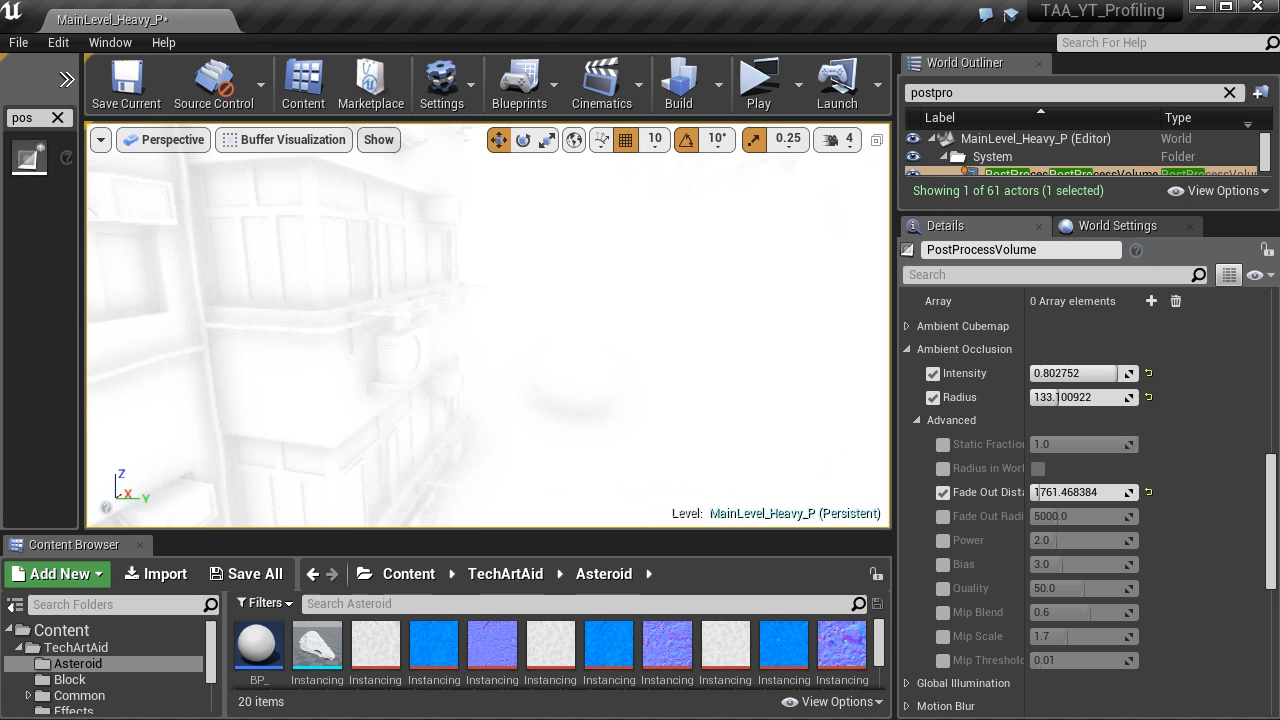 MainLevel_Heavy_P*
TAA_YT_Profiling
File Edit Window Help
Search For Help
pos
Save Current Source Control Content Marketplace Settings Blueprints Cinematics Build Play Launch
Perspective Buffer Visualization Show 10 10° 0.25 4
Z
X
Y
Level: MainLevel_Heavy_P (Persistent)
World Outliner
postpro
Label Type
MainLevel_Heavy_P (Editor) World
System Folder
PostProcesPostProcessVolume PostProcessVolu
Showing 1 of 61 actors (1 selected) View Options
Details World Settings
PostProcessVolume
Search
Array 0 Array elements
Ambient Cubemap
Ambient Occlusion
Intensity 0.802752
Radius 133.100922
Advanced
Static Fraction 1.0
Radius in Worl
Fade Out Dista 1761.468384
Fade Out Radi 5000.0
Power 2.0
Bias 3.0
Quality 50.0
Mip Blend 0.6
Mip Scale 1.7
Mip Threshold 0.01
Global Illumination
Motion Blur
Content Browser
Add New Import Save All Content TechArtAid Asteroid
Search Folders
Filters Search Asteroid
Content
TechArtAid
Asteroid
Block
Common
Effects
BP_ Instancing Instancing Instancing Instancing Instancing Instancing Instancing Instancing Instancing Instancing
20 items View Options